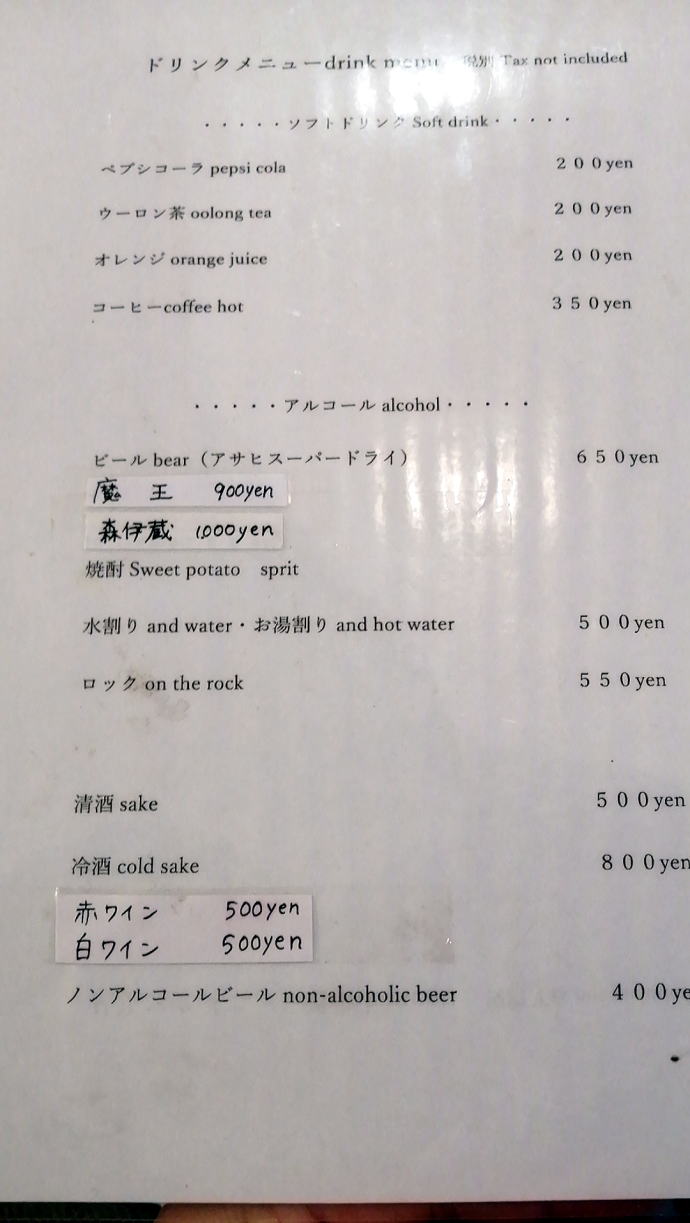 ドリンクメニューdrink menu 税別 Tax not included
・・・・・ソフトドリンク Soft drink・・・・・
ペプシコーラ pepsi cola ２００yen
ウーロン茶 oolong tea ２００yen
オレンジ orange juice ２００yen
コーヒーcoffee hot ３５０yen
・・・・・アルコール alcohol・・・・・
ビール bear（アサヒスーパードライ） ６５０yen
魔 王 900yen
森伊蔵 1,000yen
焼酎 Sweet potato sprit
水割り and water・お湯割り and hot water ５００yen
ロック on the rock ５５０yen
清酒 sake ５００yen
冷酒 cold sake ８００yen
赤ワイン 500yen
白ワイン 500yen
ノンアルコールビール non-alcoholic beer ４００ye